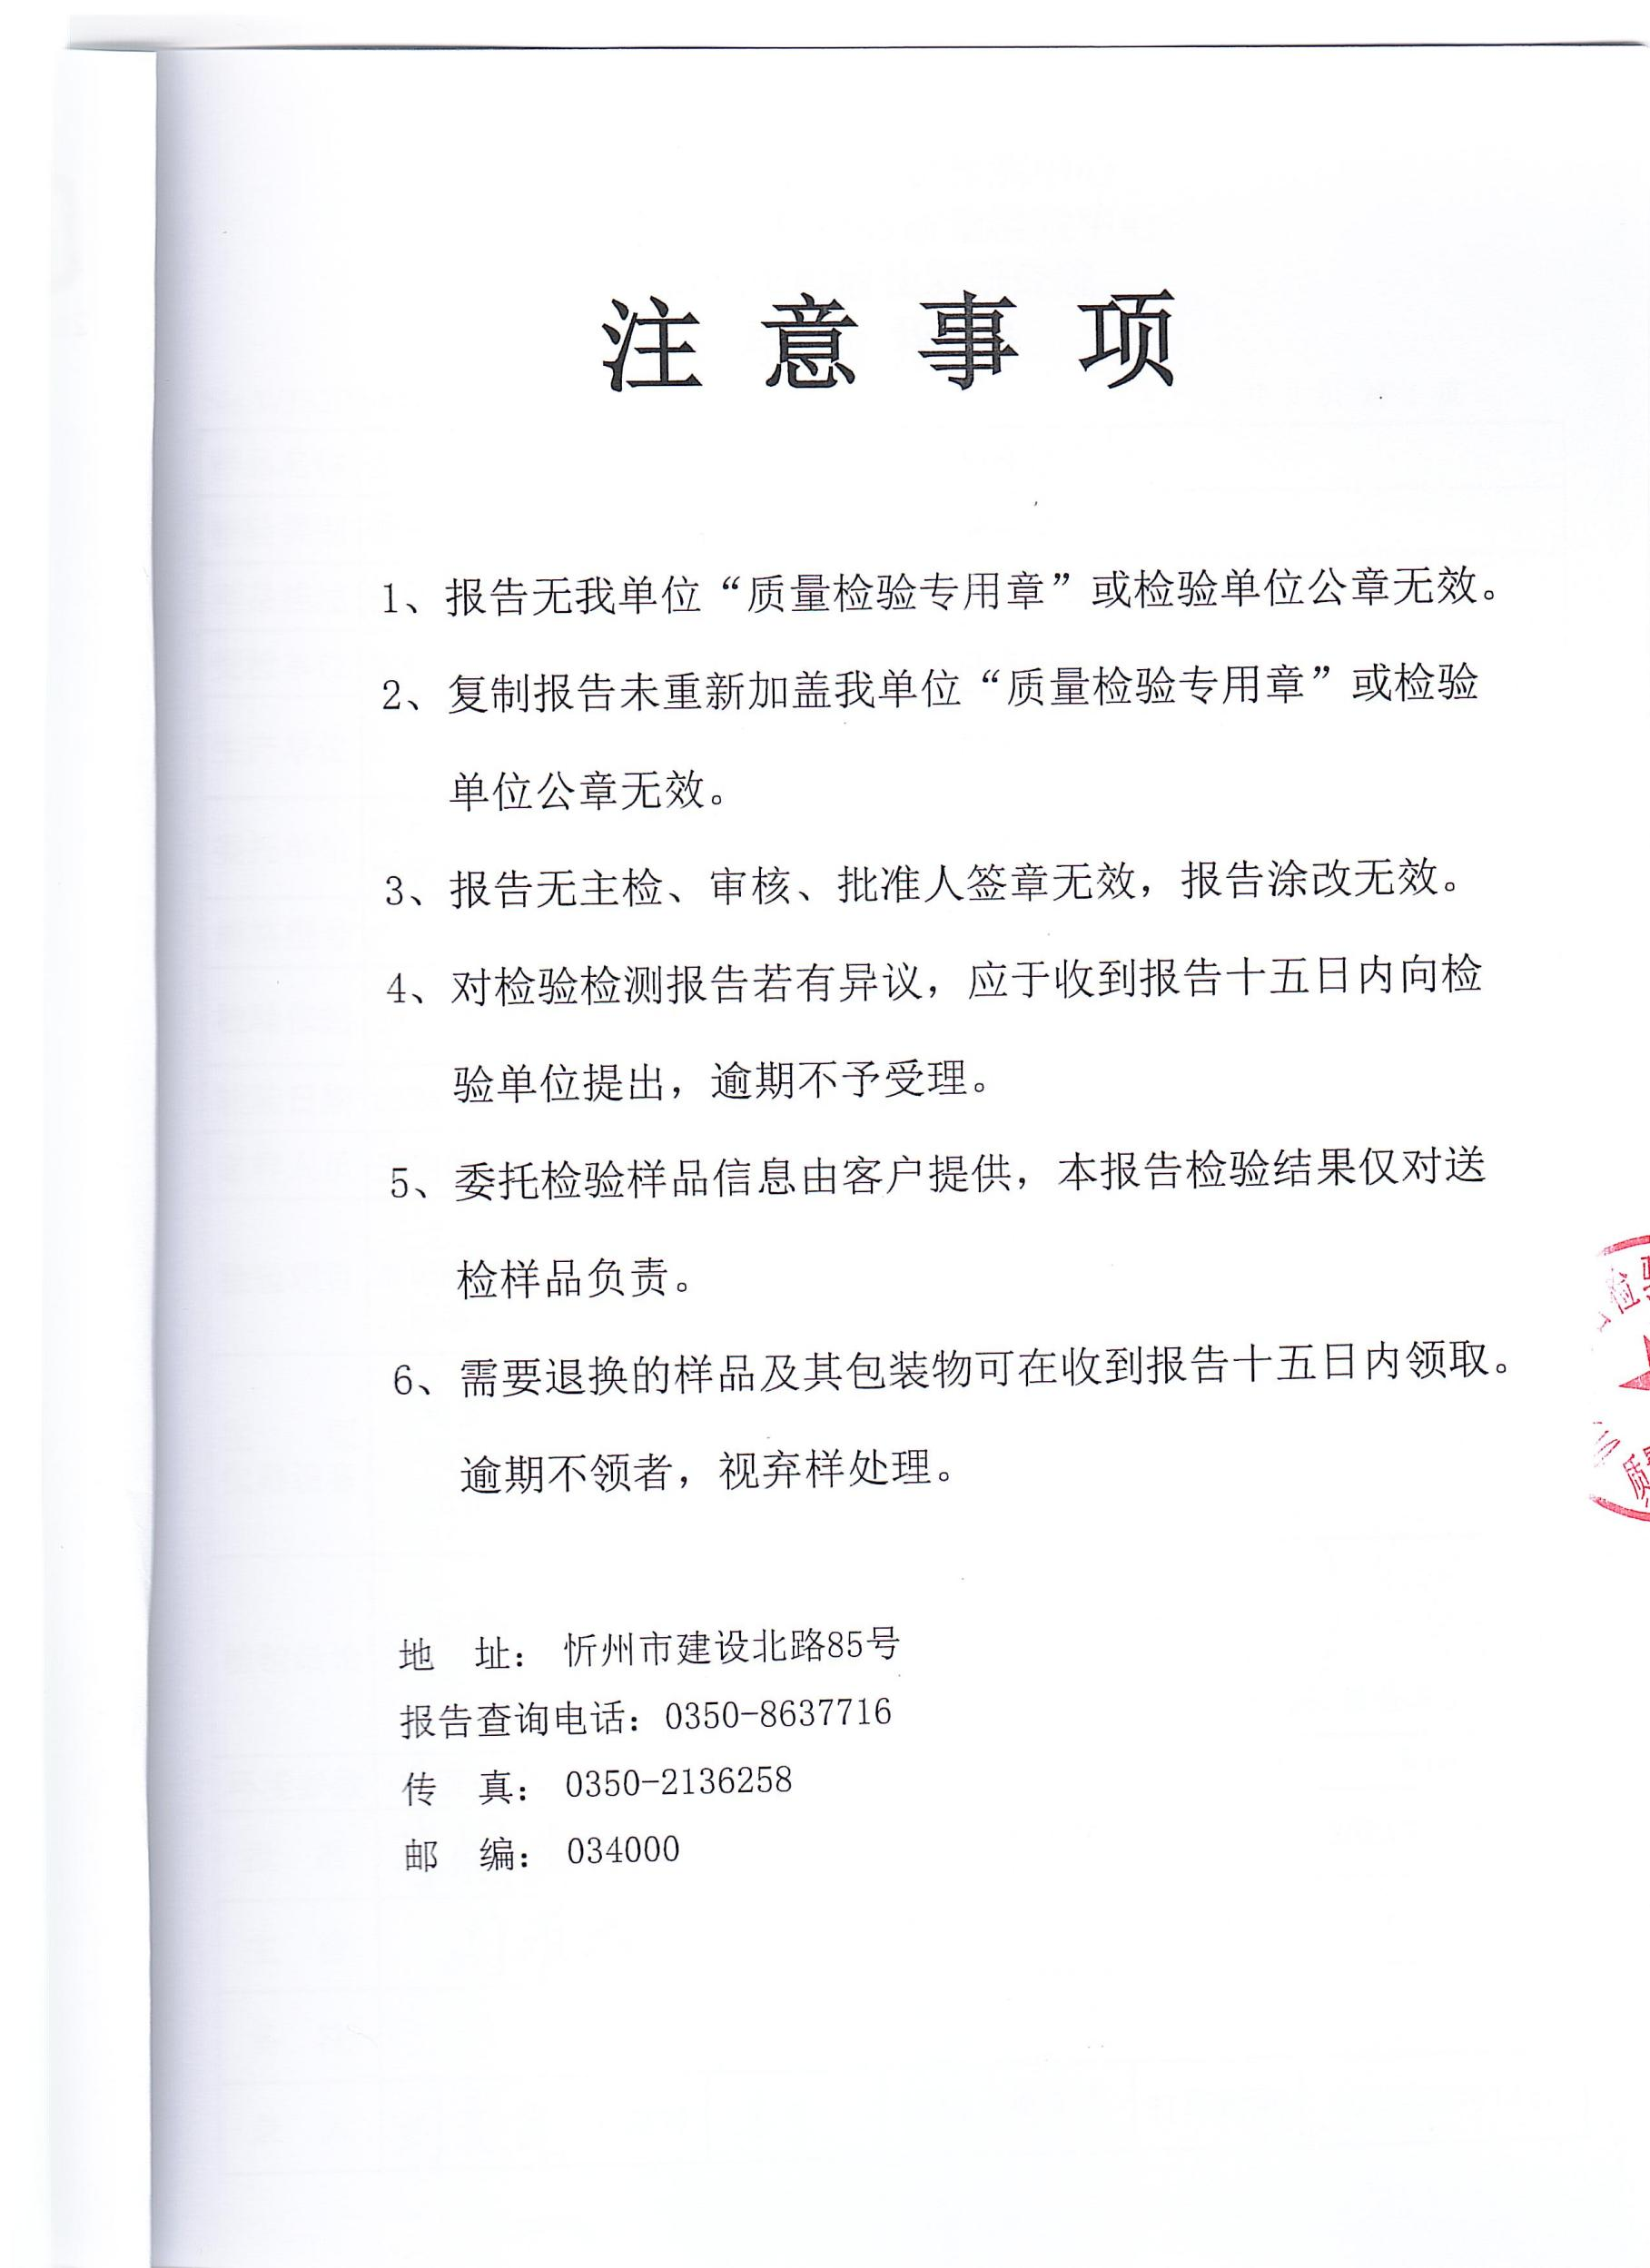 注意事项
1、报告无我单位“质量检验专用章”或检验单位公章无效。
2、复制报告未重新加盖我单位“质量检验专用章”或检验
单位公章无效。
3、报告无主检、审核、批准人签章无效，报告涂改无效。
4、对检验检测报告若有异议，应于收到报告十五日内向检
验单位提出，逾期不予受理。
5、委托检验样品信息由客户提供，本报告检验结果仅对送
检样品负责。
6、需要退换的样品及其包装物可在收到报告十五日内领取。
逾期不领者，视弃样处理。
地 址： 忻州市建设北路85号
报告查询电话：0350-8637716
传 真： 0350-2136258
邮 编： 034000
检
质